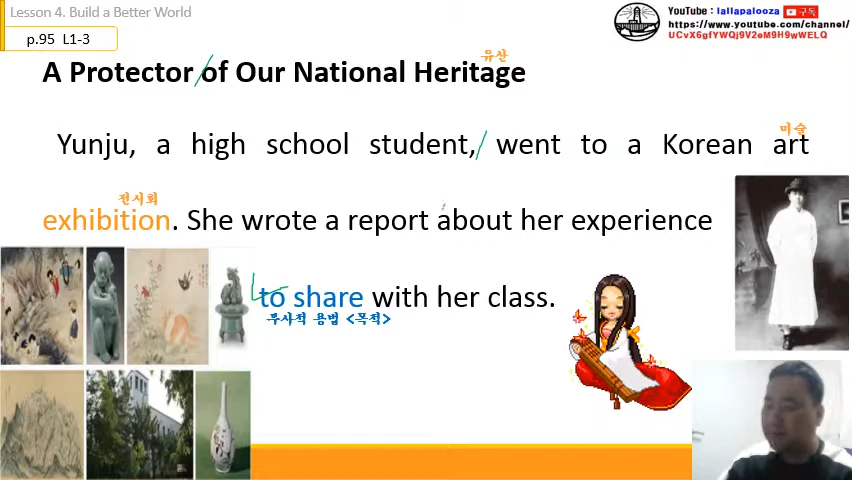 Lesson 4. Build a Better World
p.95 L1-3
YouTube : lallapalooza 구독
https://www.youtube.com/channel/
UCvX6gfYWQj9V2eM9H9wWELQ
유산
A Protector of Our National Heritage
미술
Yunju, a high school student, went to a Korean art
전시회
exhibition. She wrote a report about her experience
to share with her class.
부사적 용법 <목적>